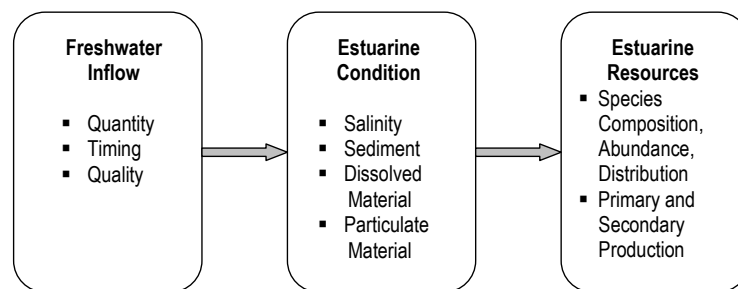 Freshwater
Inflow
▪ Quantity
▪ Timing
▪ Quality
Estuarine
Condition
▪ Salinity
▪ Sediment
▪ Dissolved
Material
▪ Particulate
Material
Estuarine
Resources
▪ Species
Composition,
Abundance,
Distribution
▪ Primary and
Secondary
Production